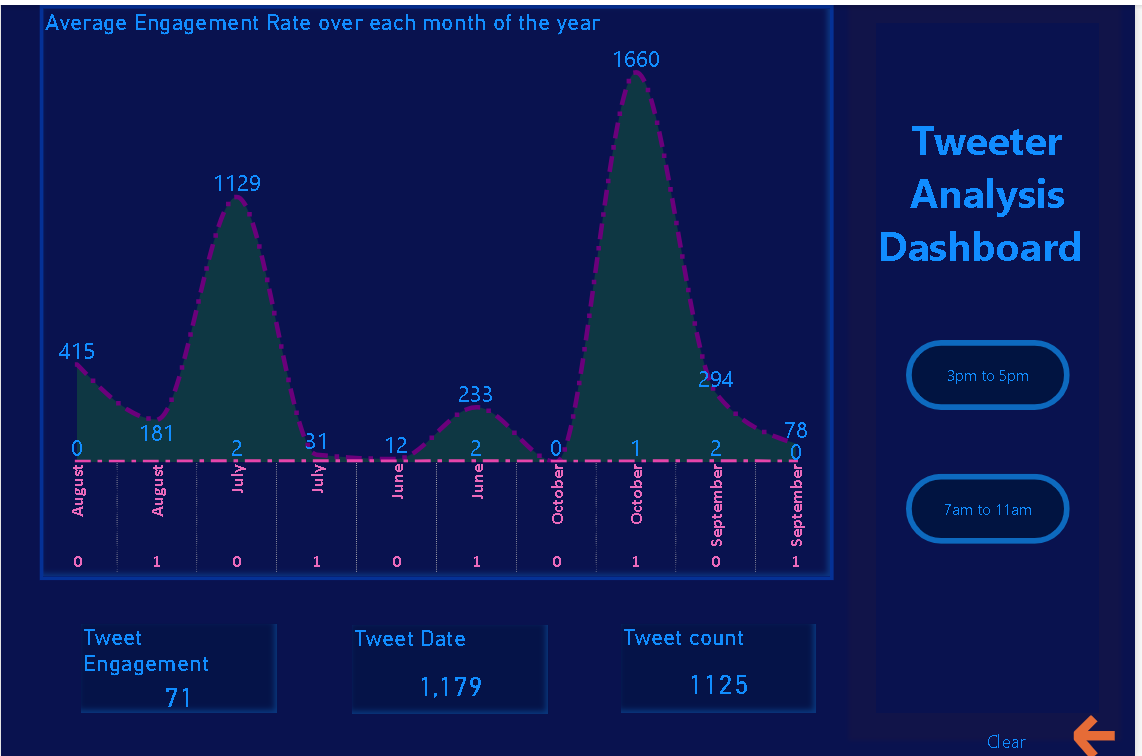 Average Engagement Rate over each month of the year
1660
1129
415
294
233
181
78
31
12
0
2
2
0
1
2
0
August
August
July
July
June
June
October
October
September
September
0
1
0
1
0
1
0
1
0
1
Tweeter
Analysis
Dashboard
3pm to 5pm
7am to 11am
Tweet
Engagement
71
Tweet Date
1,179
Tweet count
1125
Clear